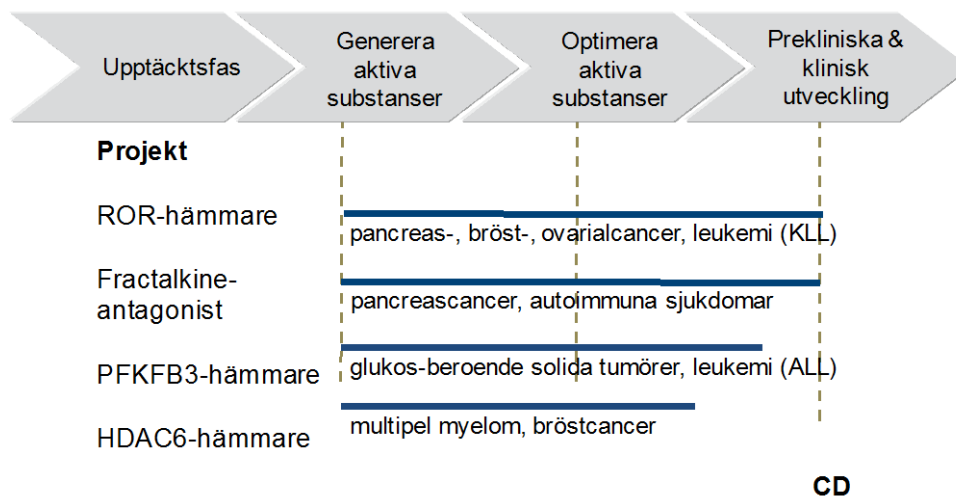 Upptäcktsfas
Generera
aktiva
substanser
Optimera
aktiva
substanser
Prekliniska &
klinisk
utveckling
Projekt
ROR-hämmare
pancreas-, bröst-, ovarialcancer, leukemi (KLL)
Fractalkine-
antagonist
pancreascancer, autoimmuna sjukdomar
PFKFB3-hämmare
glukos-beroende solida tumörer, leukemi (ALL)
HDAC6-hämmare
multipel myelom, bröstcancer
CD